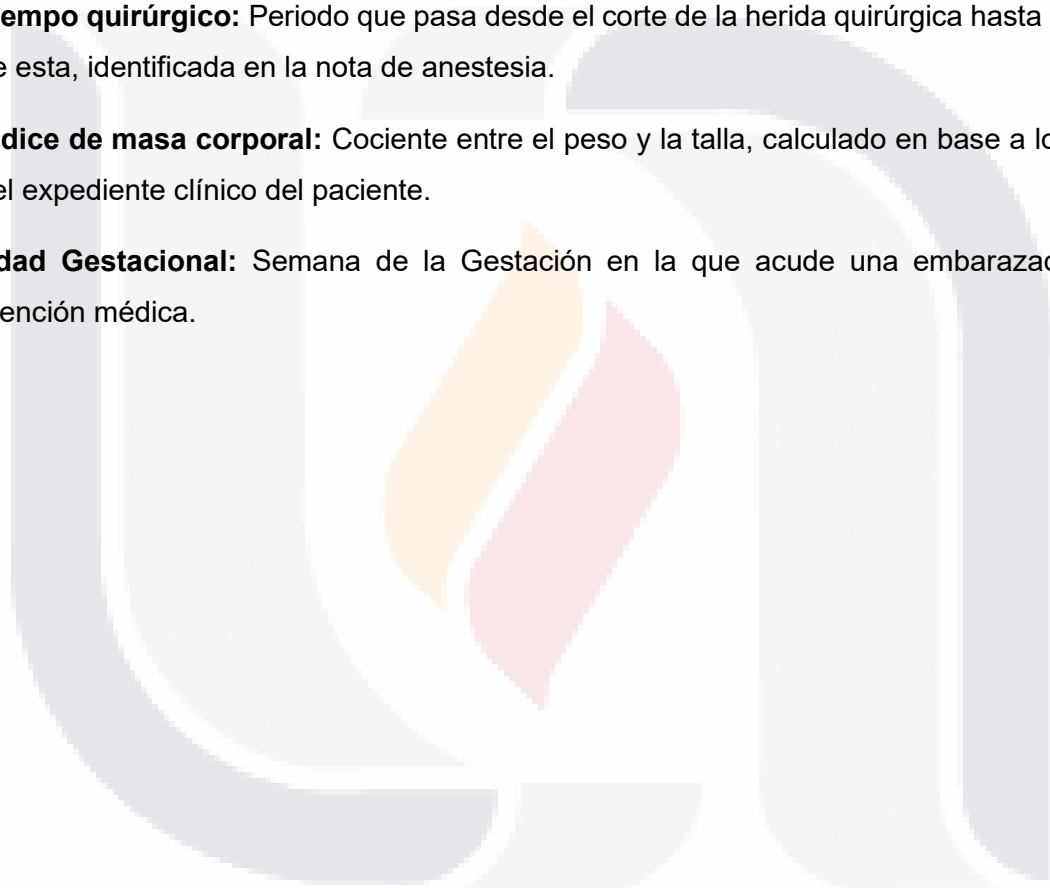 empo quirúrgico: Periodo que pasa desde el corte de la herida quirúrgica hasta
e esta, identificada en la nota de anestesia.
dice de masa corporal: Cociente entre el peso y la talla, calculado en base a lo
el expediente clínico del paciente.
dad Gestacional: Semana de la Gestación en la que acude una embarazad
ención médica.